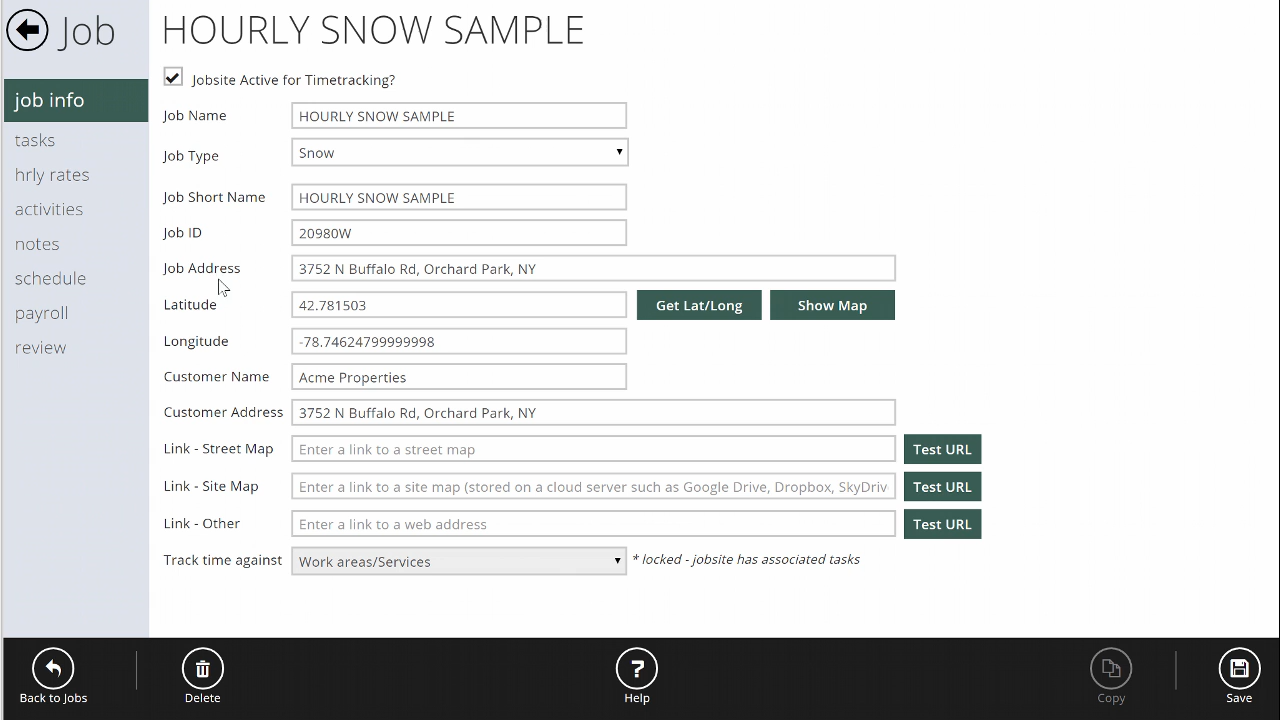 Job
HOURLY SNOW SAMPLE
job info
tasks
hrly rates
activities
notes
schedule
payroll
review
Jobsite Active for Timetracking?
Job Name HOURLY SNOW SAMPLE
Job Type Snow
Job Short Name HOURLY SNOW SAMPLE
Job ID 20980W
Job Address 3752 N Buffalo Rd, Orchard Park, NY
Latitude 42.781503 Get Lat/Long Show Map
Longitude -78.74624799999998
Customer Name Acme Properties
Customer Address 3752 N Buffalo Rd, Orchard Park, NY
Link - Street Map Enter a link to a street map Test URL
Link - Site Map Enter a link to a site map (stored on a cloud server such as Google Drive, Dropbox, SkyDriv Test URL
Link - Other Enter a link to a web address Test URL
Track time against Work areas/Services * locked - jobsite has associated tasks
Back to Jobs Delete Help Copy Save